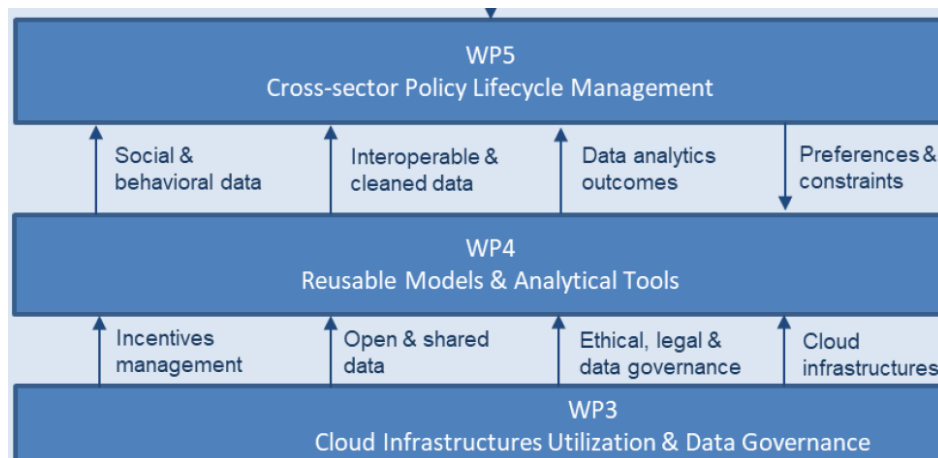 WP5
Cross-sector Policy Lifecycle Management
Social &
behavioral data
Interoperable &
cleaned data
Data analytics
outcomes
Preferences &
constraints
WP4
Reusable Models & Analytical Tools
Incentives
management
Open & shared
data
Ethical, legal &
data governance
Cloud
infrastructures
WP3
Cloud Infrastructures Utilization & Data Governance